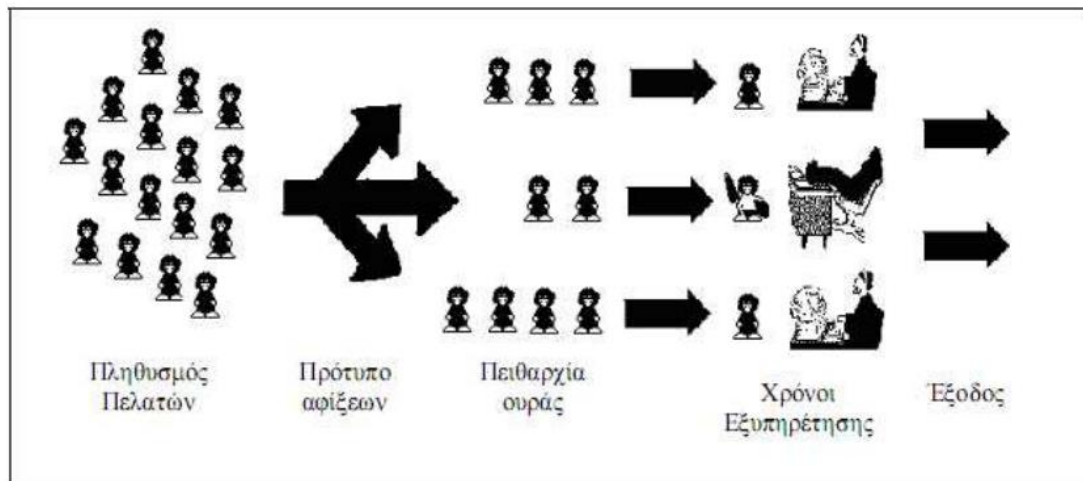 Πληθυσμός
Πελατών
Πρότυπο
αφίξεων
Πειθαρχία
ουράς
Χρόνοι
Εξυπηρέτησης
Έξοδος